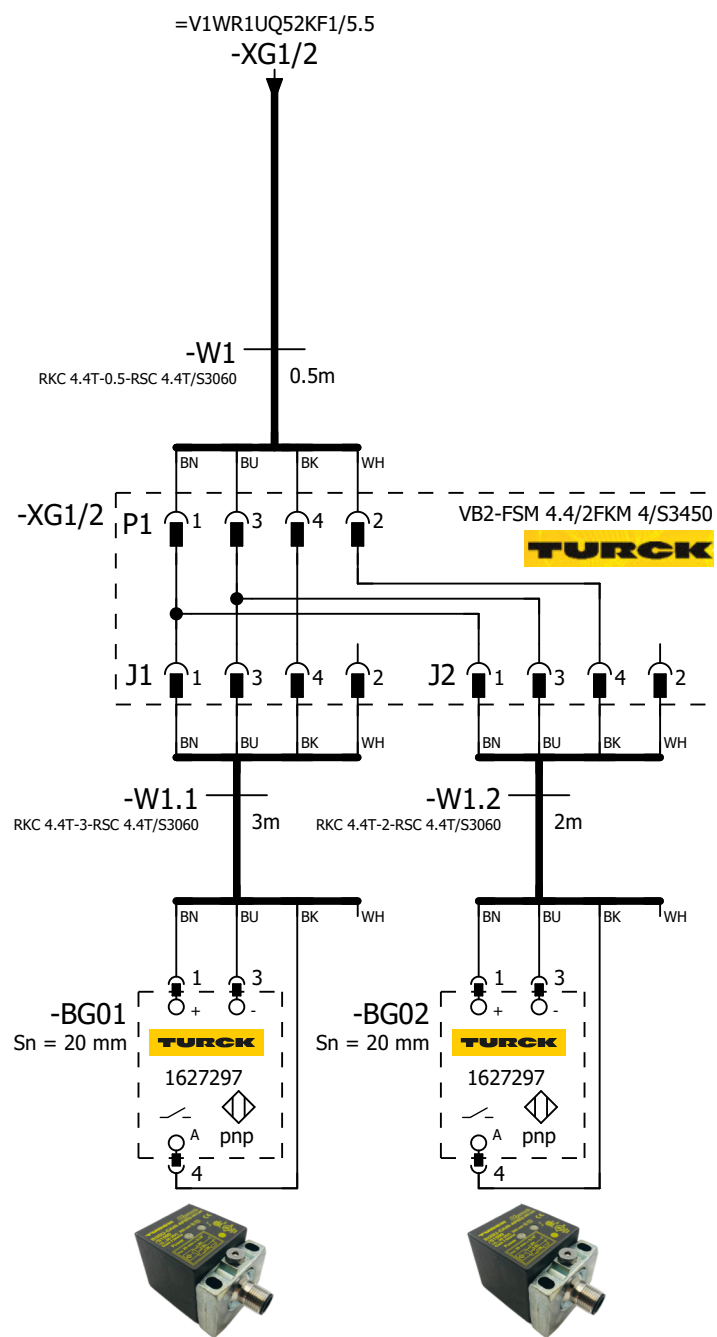 =V1WR1UQ52KF1/5.5
-XG1/2
-W1
RKC 4.4T-0.5-RSC 4.4T/S3060
0.5m
BN BU BK WH
-XG1/2
P1 1 3 4 2
VB2-FSM 4.4/2FKM 4/S3450
TURCK
J1 1 3 4 2
J2 1 3 4 2
BN BU BK WH
BN BU BK WH
-W1.1
RKC 4.4T-3-RSC 4.4T/S3060
3m
-W1.2
RKC 4.4T-2-RSC 4.4T/S3060
2m
BN BU BK WH
BN BU BK WH
1 3
-BG01
+ -
Sn = 20 mm
TURCK
1627297
A
pnp
4
1 3
-BG02
+ -
Sn = 20 mm
TURCK
1627297
A
pnp
4